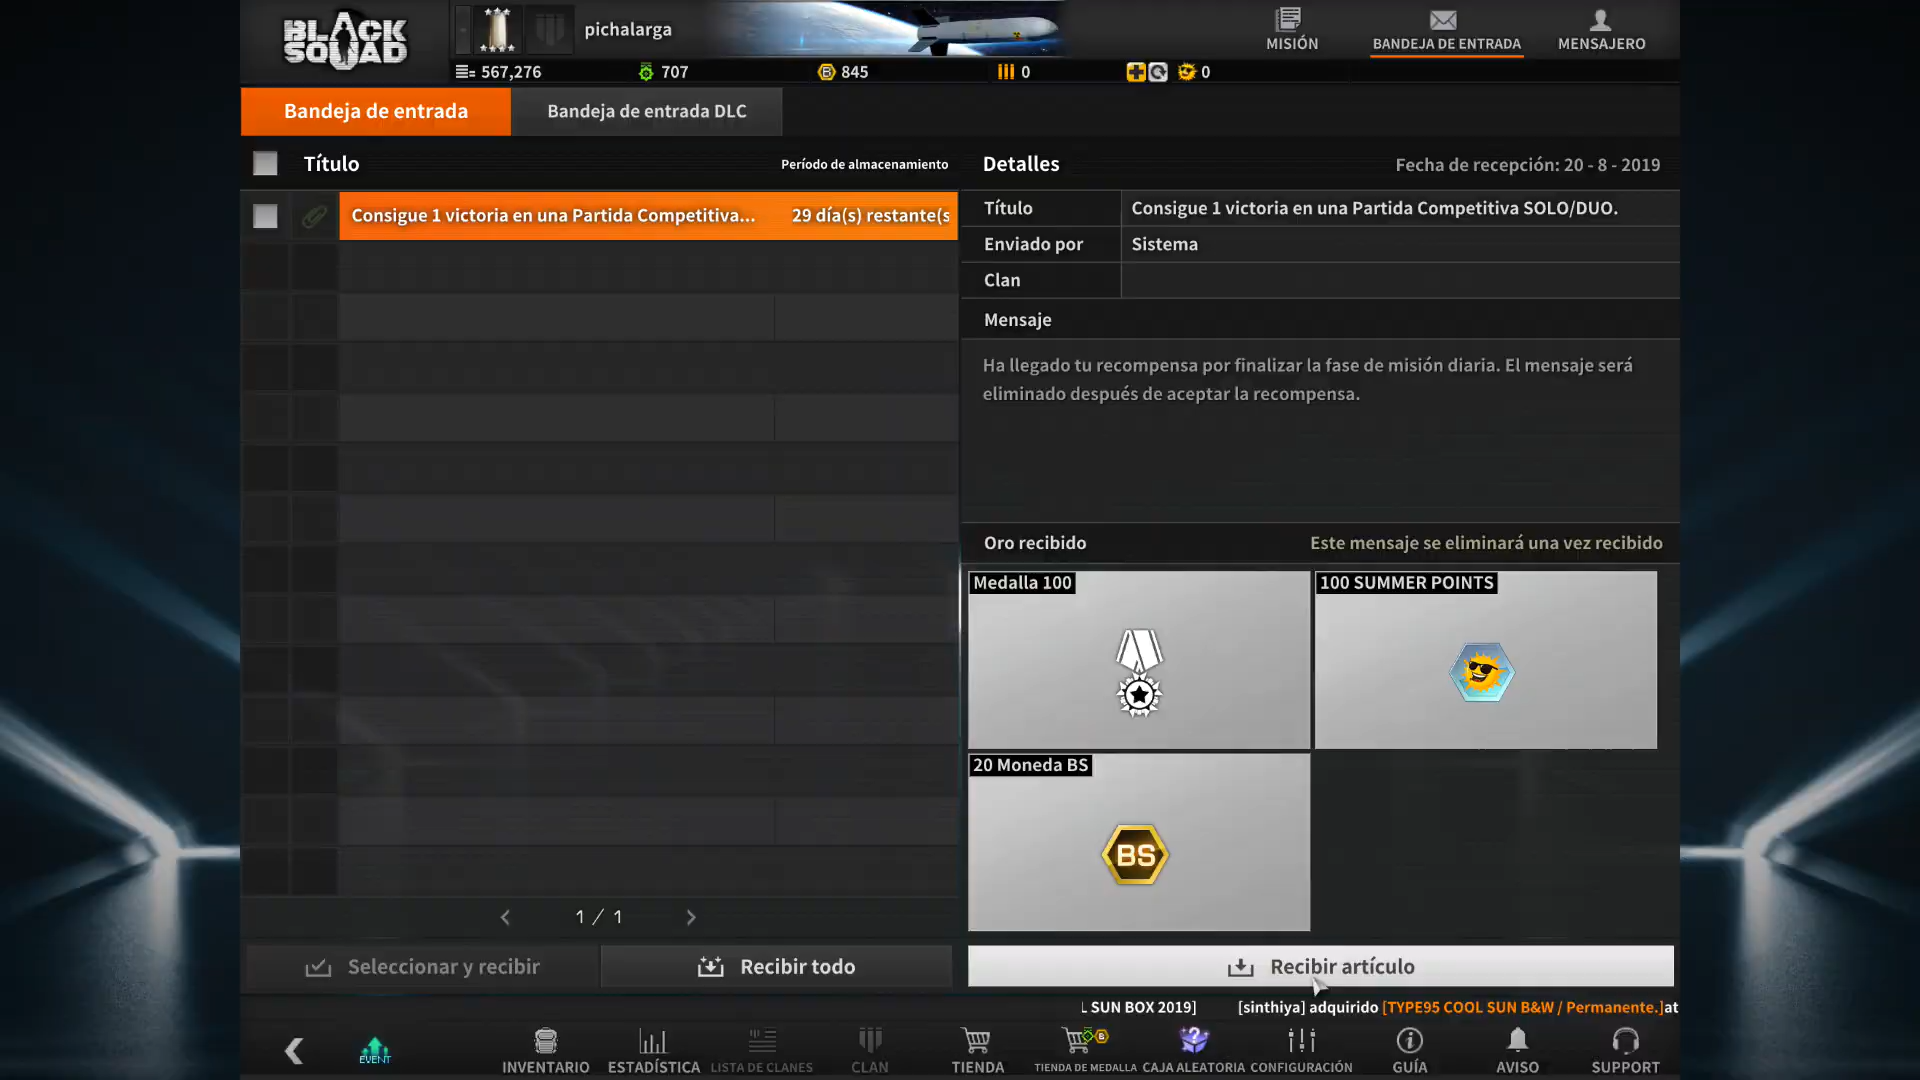 BLACK SQUAD
pichalarga
MISIÓN
BANDEJA DE ENTRADA
MENSAJERO
567,276
707
B 845
0
0
Bandeja de entrada
Bandeja de entrada DLC
Título
Período de almacenamiento
Detalles
Fecha de recepción: 20 - 8 - 2019
Consigue 1 victoria en una Partida Competitiva...
29 día(s) restante(s
Título
Consigue 1 victoria en una Partida Competitiva SOLO/DUO.
Enviado por
Sistema
Clan
Mensaje
Ha llegado tu recompensa por finalizar la fase de misión diaria. El mensaje será
eliminado después de aceptar la recompensa.
Oro recibido
Este mensaje se eliminará una vez recibido
Medalla 100
100 SUMMER POINTS
20 Moneda BS
BS
1 / 1
Seleccionar y recibir
Recibir todo
Recibir artículo
L SUN BOX 2019]
[sinthiya] adquirido [TYPE95 COOL SUN B&W / Permanente.]at
EVENT
INVENTARIO
ESTADÍSTICA
LISTA DE CLANES
CLAN
TIENDA
TIENDA DE MEDALLA
CAJA ALEATORIA
CONFIGURACIÓN
GUÍA
AVISO
SUPPORT